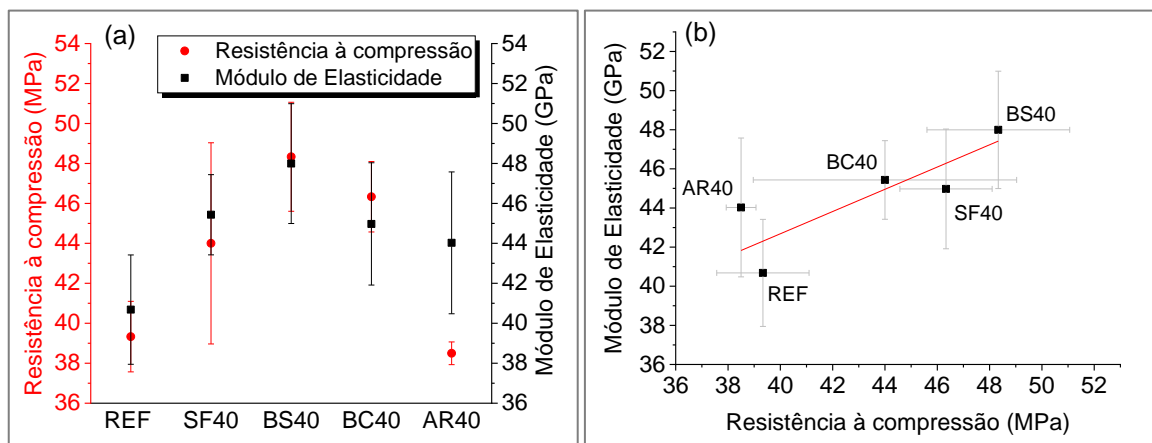 (a)
Resistência à compressão
Módulo de Elasticidade
54
52
50
48
46
44
42
40
38
36
Resistência à compressão (MPa)
54
52
50
48
46
44
42
40
38
36
Módulo de Elasticidade (GPa)
REF SF40 BS40 BC40 AR40
(b)
52
50
48
46
44
42
40
38
36
Módulo de Elasticidade (GPa)
BS40
BC40
AR40
SF40
REF
36 38 40 42 44 46 48 50 52
Resistência à compressão (MPa)